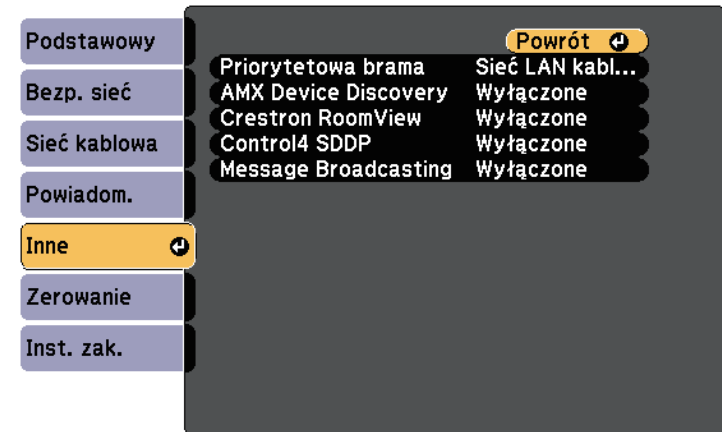 Podstawowy
Bezp. sieć
Sieć kablowa
Powiadom.
Inne
Zerowanie
Inst. zak.
Powrót
Priorytetowa brama Sieć LAN kabl...
AMX Device Discovery Wyłączone
Crestron RoomView Wyłączone
Control4 SDDP Wyłączone
Message Broadcasting Wyłączone